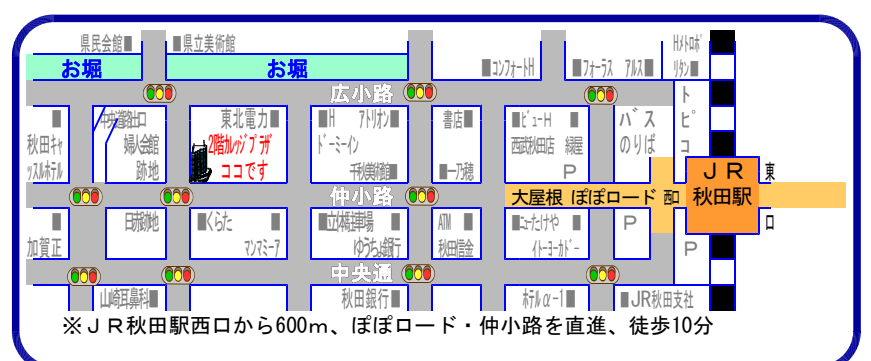 県民会館■
■県立美術館
Hﾒﾄﾛﾎﾟ
ﾘﾀﾝ■
お堀
お堀
■ｺﾝﾌｫｰﾄH
■ﾌｫｰﾗｽ ｱﾙｽ■
広小路
トピコ
■
秋田ｷｬ
ｯｽﾙﾎﾃﾙ
中央道路出口
婦人会館
跡地
東北電力■
2階ｶﾚｯｼﾞﾌﾟﾗｻﾞ
ココです
■H アトリオン■
ドーミーイン
千秋美術館■
書店■
■一乃穂
■ﾋﾞｭｰH ■
西武秋田店
P
バス
のりば
JR
秋田駅
東口
仲小路
大屋根 ぽぽロード 西口
■
加賀正
日赤跡地
■くらた ■
マンマミーア
■立体駐車場 ■
ゆうちょ銀行
ATM ■
秋田信金
■ﾆｭｰたけや ■
ｲﾄｰﾖｰｶﾄﾞｰ
P
P
中央通
山崎耳鼻科■
秋田銀行■
ﾎﾃﾙα-1■
■JR秋田支社
※ＪＲ秋田駅西口から600ｍ、ぽぽロード・仲小路を直進、徒歩10分